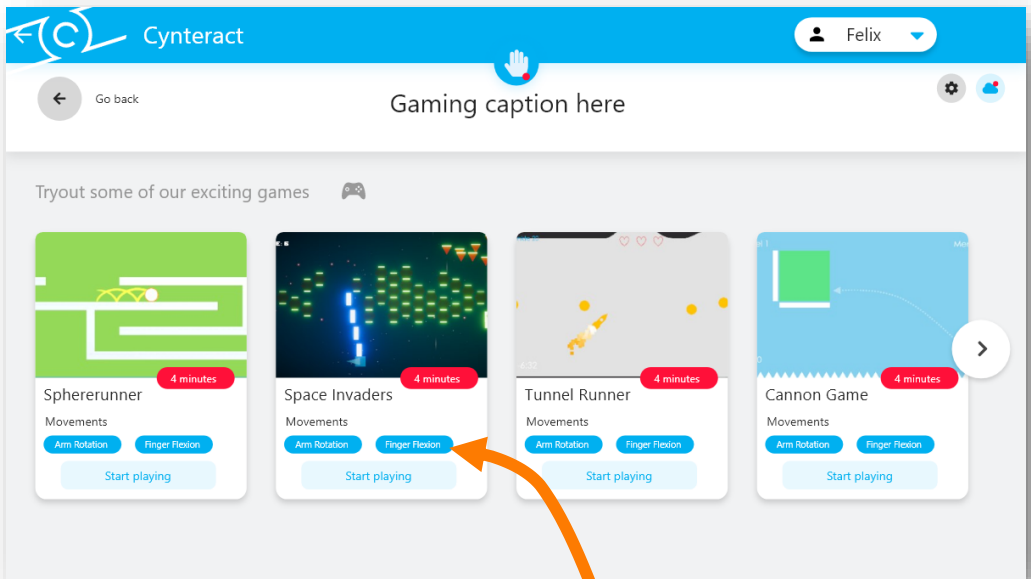 Cynteract
Felix
Go back
Gaming caption here
Tryout some of our exciting games
4 minutes
Sphererunner
Movements
Arm Rotation Finger Flexion
Start playing
4 minutes
Space Invaders
Movements
Arm Rotation Finger Flexion
Start playing
4 minutes
Tunnel Runner
Movements
Arm Rotation Finger Flexion
Start playing
4 minutes
Cannon Game
Movements
Arm Rotation Finger Flexion
Start playing